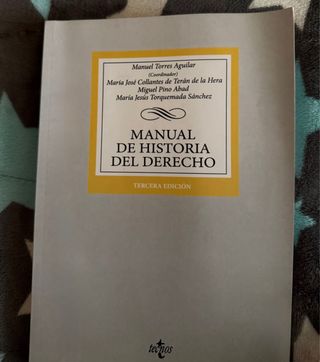 Manuel Torres Aguilar
(Coordinador)
María José Collantes de Terán de la Hera
Miguel Pino Abad
María Jesús Torquemada Sánchez
MANUAL
DE HISTORIA
DEL DERECHO
TERCERA EDICIÓN
tecnos